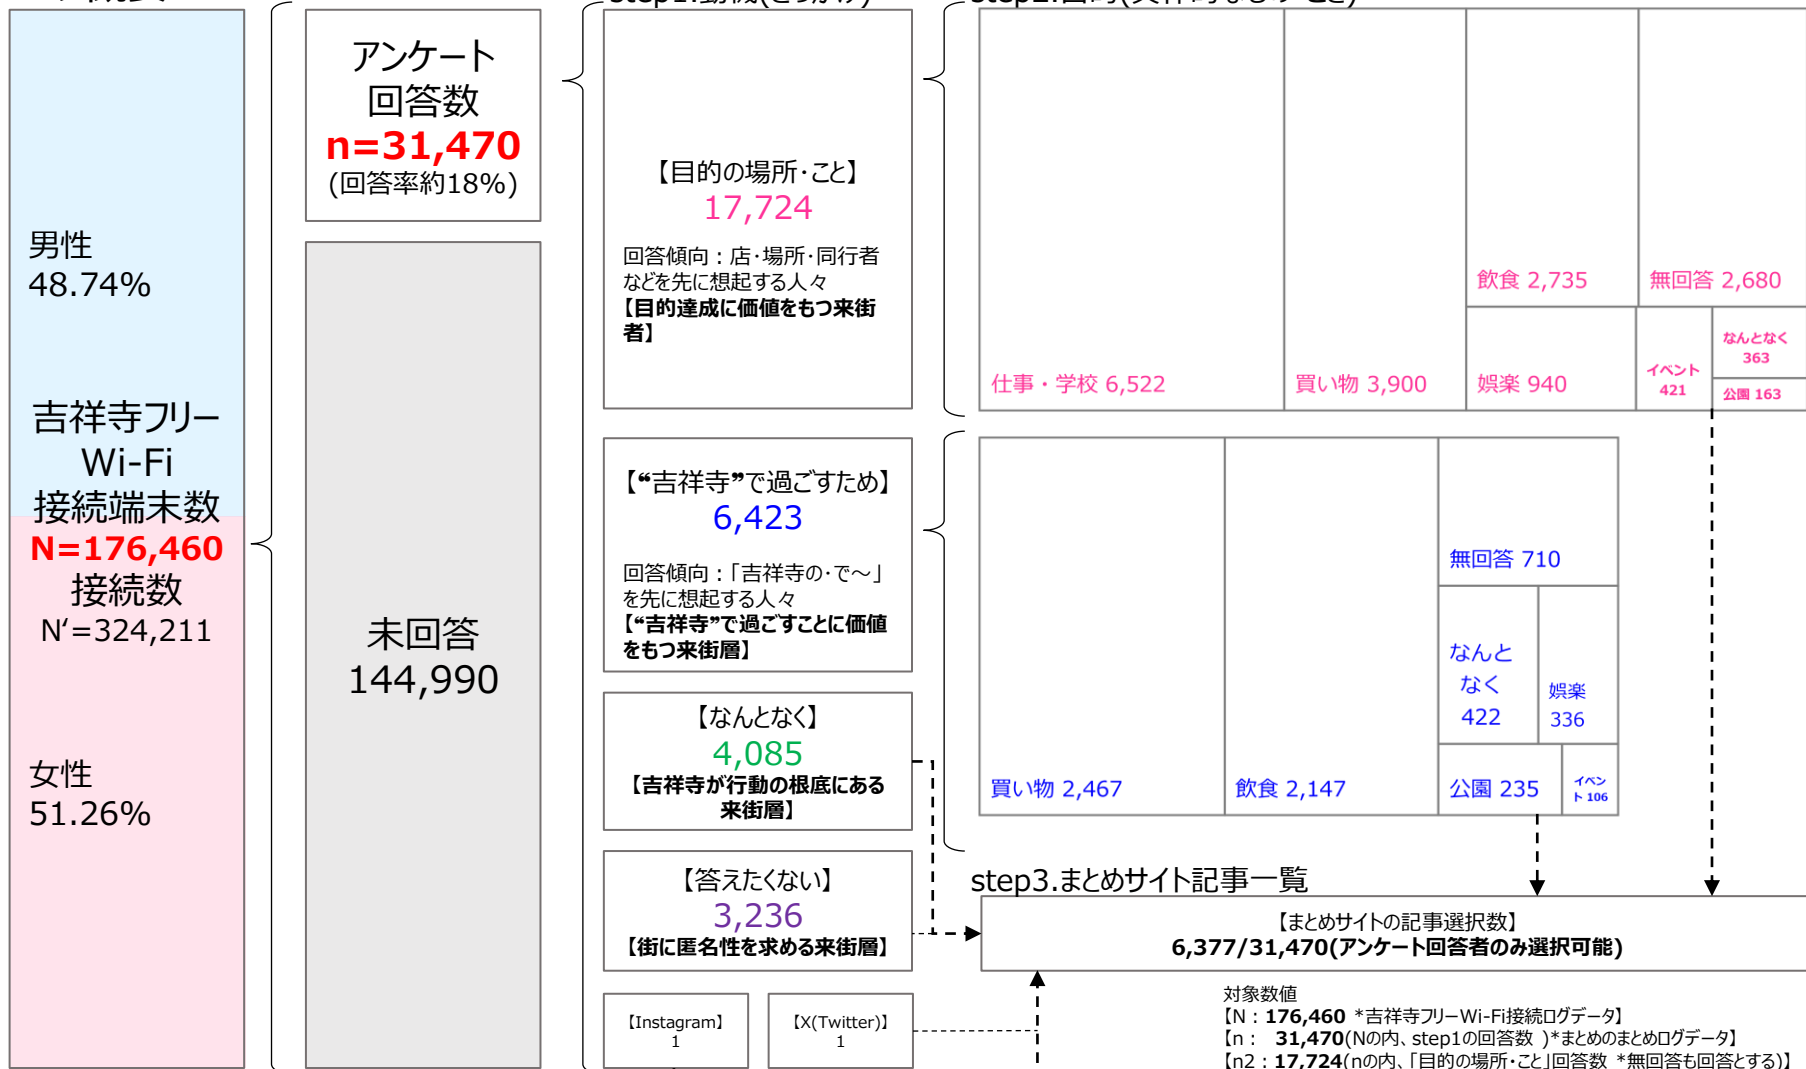 男性
48.74%
吉祥寺フリー
Wi-Fi
接続端末数
N=176,460
接続数
N‘=324,211
女性
51.26%
アンケート
回答数
n=31,470
(回答率約18%)
未回答
144,990
【目的の場所・こと】
17,724
回答傾向：店・場所・同行者
などを先に想起する人々
【目的達成に価値をもつ来街
者】
【“吉祥寺”で過ごすため】
6,423
回答傾向：「吉祥寺の・で～」
を先に想起する人々
【“吉祥寺”で過ごすことに価値
をもつ来街層】
【なんとなく】
4,085
【吉祥寺が行動の根底にある
来街層】
【答えたくない】
3,236
【街に匿名性を求める来街層】
【Instagram】
1
【X(Twitter)】
1
仕事・学校 6,522
買い物 3,900
飲食 2,735
無回答 2,680
娯楽 940
イベント
421
なんとなく
363
公園 163
買い物 2,467
飲食 2,147
無回答 710
なんと
なく
422
娯楽
336
公園 235
イベン
ト 106
step3.まとめサイト記事一覧
【まとめサイトの記事選択数】
6,377/31,470(アンケート回答者のみ選択可能)
対象数値
【N：176,460 *吉祥寺フリーWi-Fi接続ログデータ】
【n： 31,470(Nの内、step1の回答数 )*まとめのまとめログデータ】
【n2：17,724(nの内、「目的の場所・こと」回答数 *無回答も回答とする)】